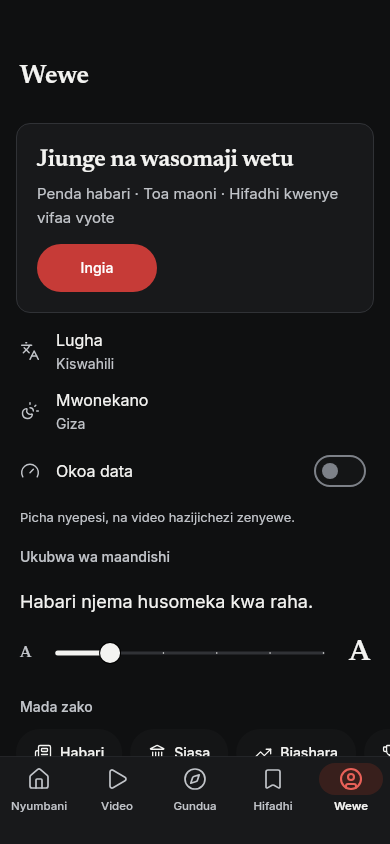 Wewe
Jiunge na wasomaji wetu
Penda habari · Toa maoni · Hifadhi kwenye
vifaa vyote
Ingia
Lugha
Kiswahili
Mwonekano
Giza
Okoa data
Picha nyepesi, na video hazijichezi zenyewe.
Ukubwa wa maandishi
Habari njema husomeka kwa raha.
A A
Mada zako
Habari Siasa Biashara
Nyumbani Video Gundua Hifadhi Wewe